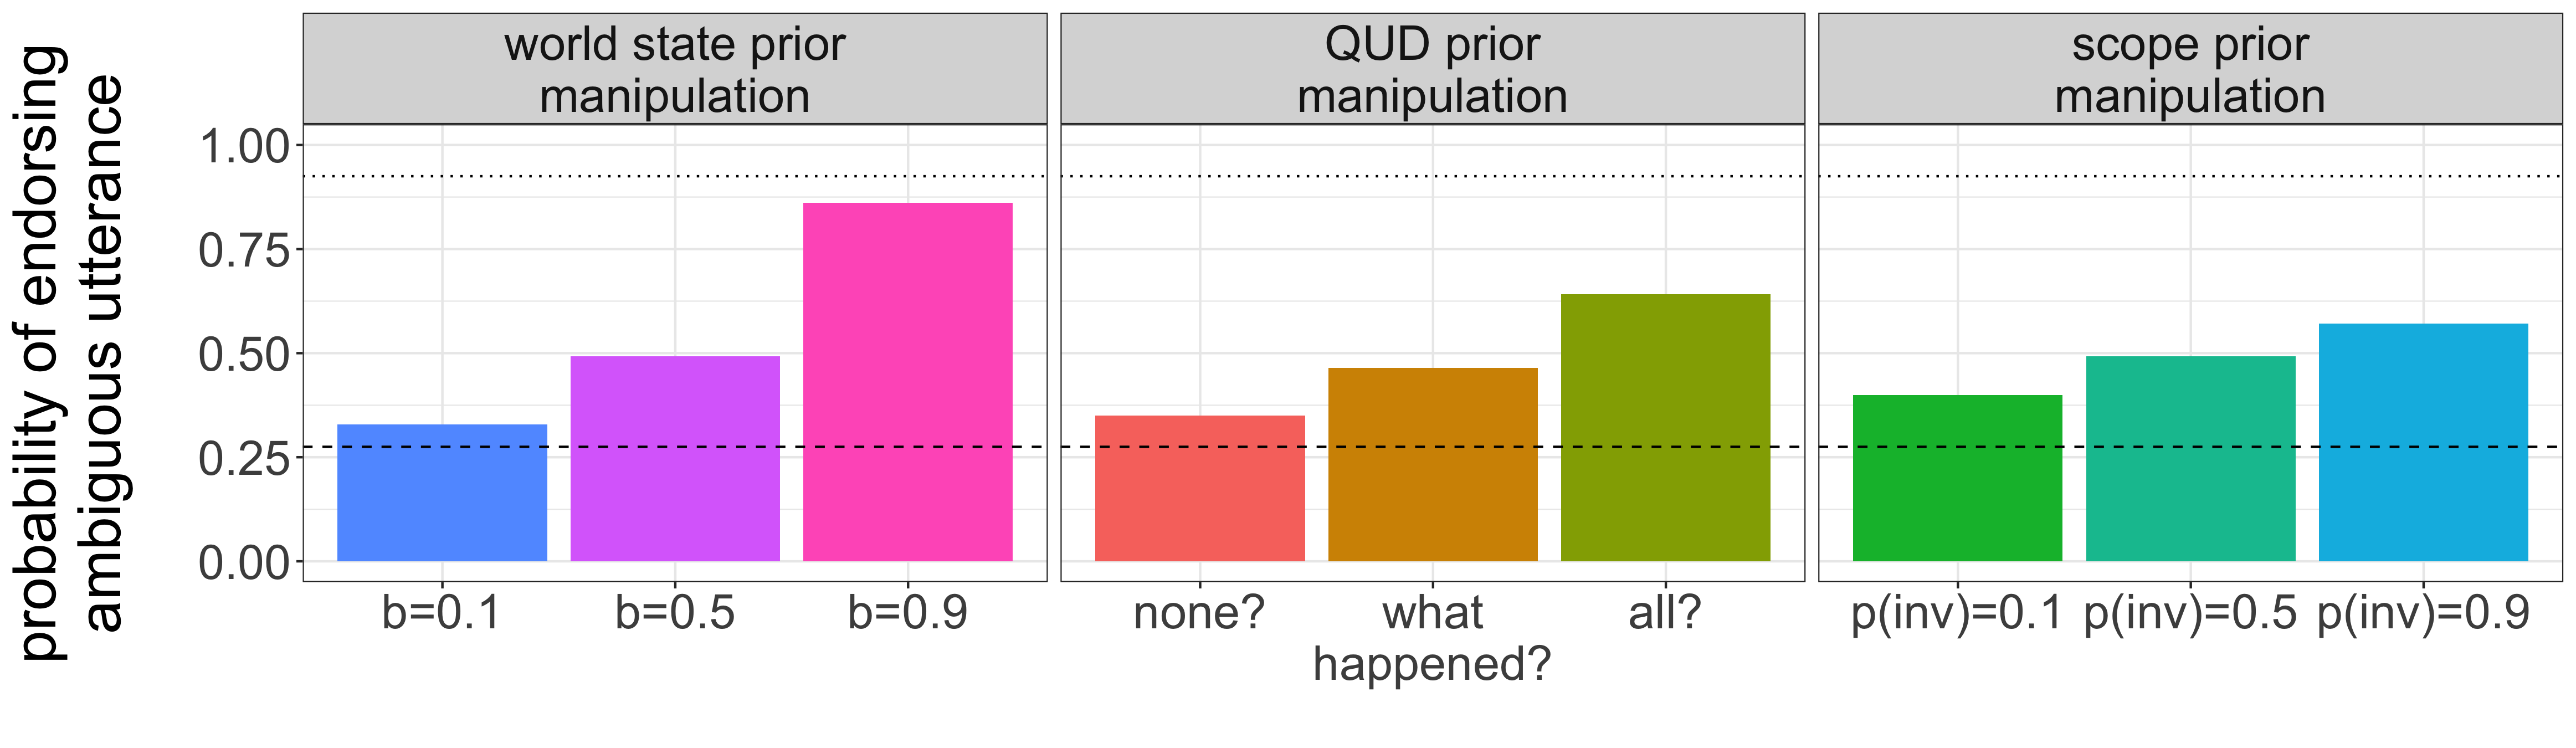 probability of endorsing
ambiguous utterance
world state prior
manipulation
QUD prior
manipulation
scope prior
manipulation
1.00
0.75
0.50
0.25
0.00
b=0.1
b=0.5
b=0.9
none?
what
happened?
all?
p(inv)=0.1
p(inv)=0.5
p(inv)=0.9